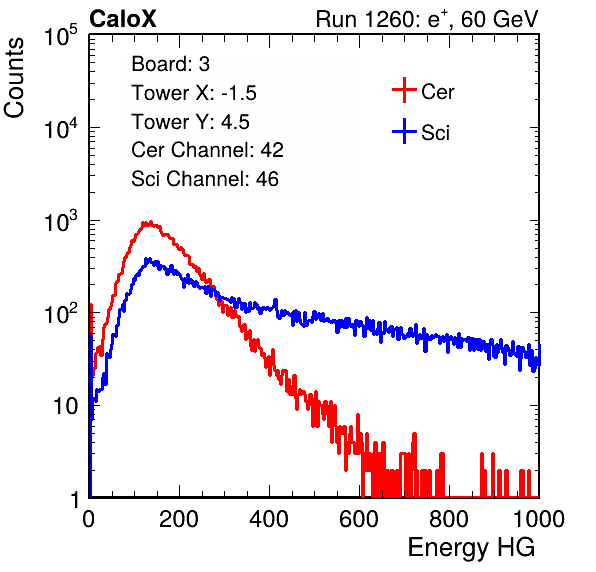 CaloX Run 1260: e⁺, 60 GeV
Counts
Board: 3
Tower X: -1.5
Tower Y: 4.5
Cer Channel: 42
Sci Channel: 46
Cer
Sci
10⁵
10⁴
10³
10²
10
1
0 200 400 600 800 1000
Energy HG